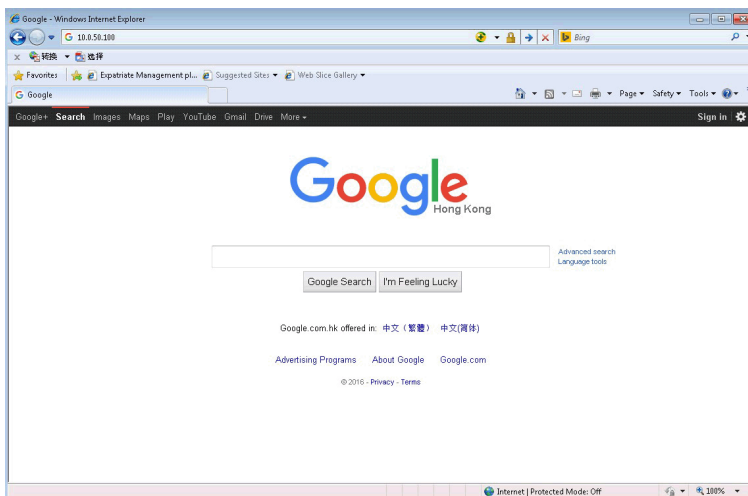 Google - Windows Internet Explorer
10.0.50.100
Bing
x 转换 选择
Favorites Expatriate Management pl... Suggested Sites Web Slice Gallery
Google
Page Safety Tools
Google+ Search Images Maps Play YouTube Gmail Drive More Sign in
Google
Hong Kong
Advanced search
Language tools
Google Search I'm Feeling Lucky
Google.com.hk offered in: 中文（繁體） 中文(简体)
Advertising Programs About Google Google.com
© 2016 - Privacy - Terms
Internet | Protected Mode: Off 100%